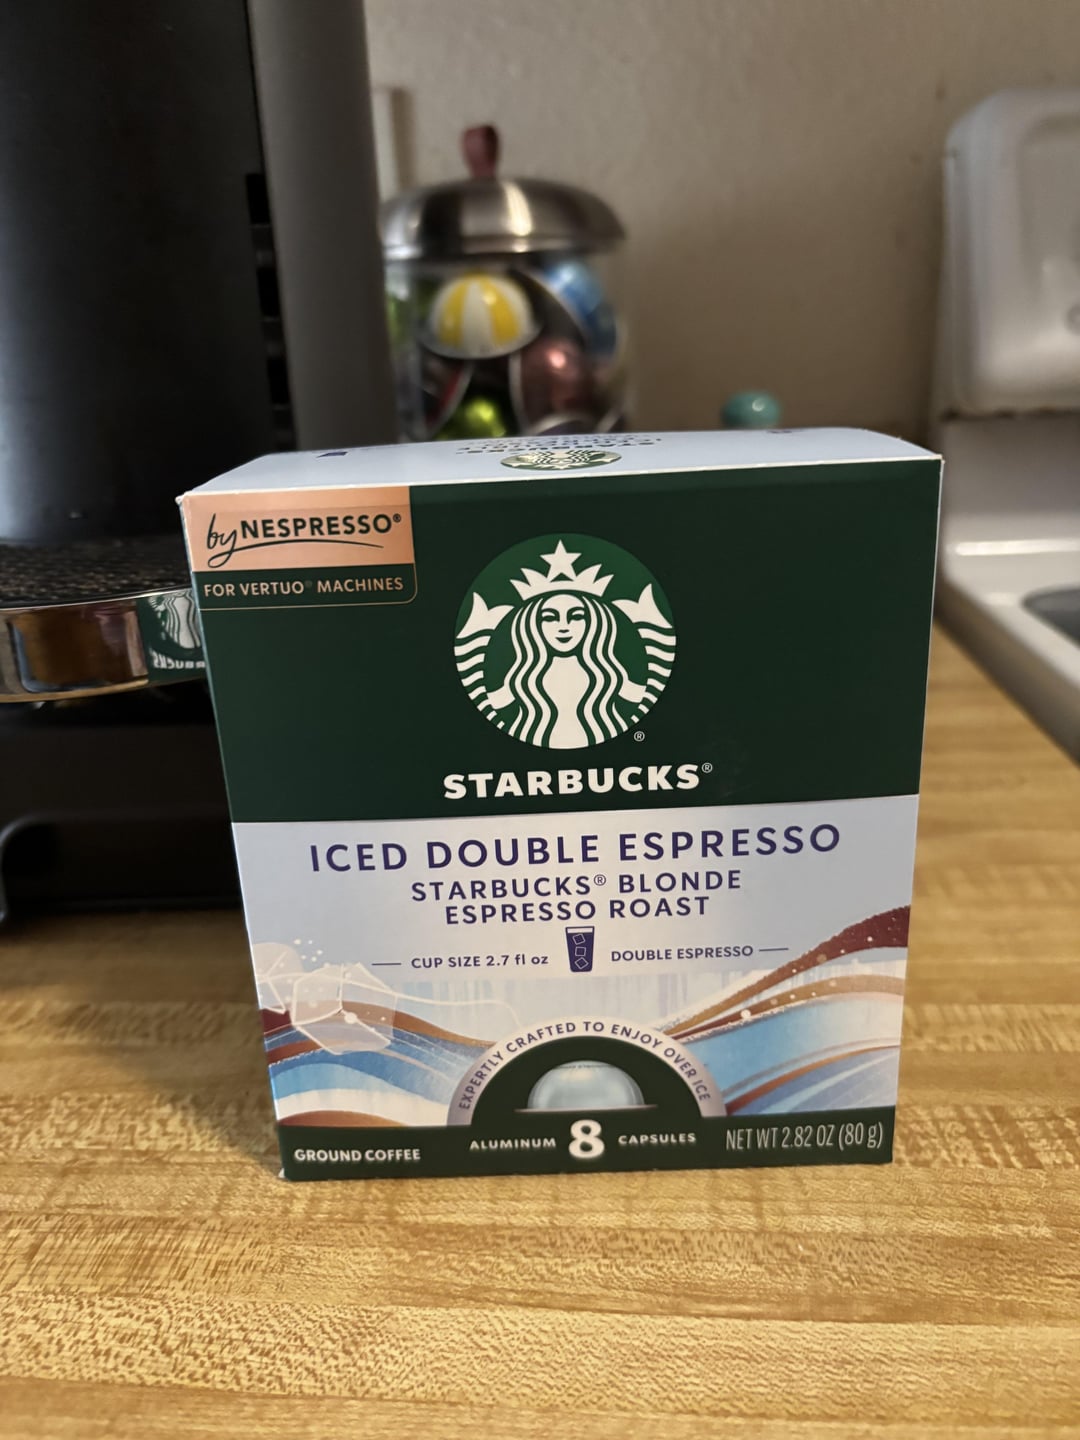 by NESPRESSO®
FOR VERTUO® MACHINES
STARBUCKS®
ICED DOUBLE ESPRESSO
STARBUCKS® BLONDE
ESPRESSO ROAST
CUP SIZE 2.7 fl oz
DOUBLE ESPRESSO
EXPERTLY CRAFTED TO ENJOY OVER ICE
ALUMINUM 8 CAPSULES
GROUND COFFEE
NET WT 2.82 OZ (80 g)